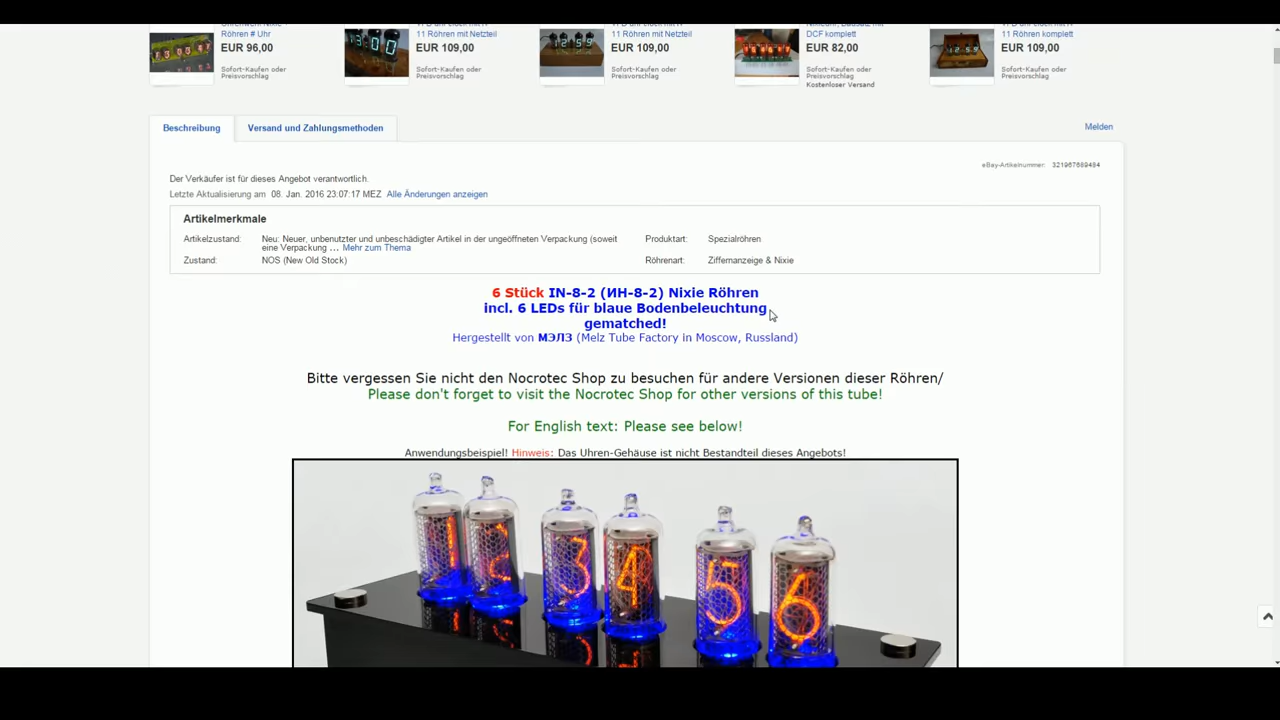 Röhren # Uhr
EUR 96,00
Sofort-Kaufen oder
Preisvorschlag
11 Röhren mit Netzteil
EUR 109,00
Sofort-Kaufen oder
Preisvorschlag
11 Röhren mit Netzteil
EUR 109,00
Sofort-Kaufen oder
Preisvorschlag
DCF komplett
EUR 82,00
Sofort-Kaufen oder
Preisvorschlag
Kostenloser Versand
11 Röhren komplett
EUR 109,00
Sofort-Kaufen oder
Preisvorschlag
Beschreibung
Versand und Zahlungsmethoden
Melden
eBay-Artikelnummer: 321967689484
Der Verkäufer ist für dieses Angebot verantwortlich.
Letzte Aktualisierung am 08. Jan. 2016 23:07:17 MEZ Alle Änderungen anzeigen
Artikelmerkmale
Artikelzustand: Neu: Neuer, unbenutzter und unbeschädigter Artikel in der ungeöffneten Verpackung (soweit
eine Verpackung ... Mehr zum Thema
Produktart: Spezialröhren
Zustand: NOS (New Old Stock)
Röhrenart: Ziffernanzeige & Nixie
6 Stück IN-8-2 (ИН-8-2) Nixie Röhren
incl. 6 LEDs für blaue Bodenbeleuchtung
gematched!
Hergestellt von МЭЛЗ (Melz Tube Factory in Moscow, Russland)
Bitte vergessen Sie nicht den Nocrotec Shop zu besuchen für andere Versionen dieser Röhren/
Please don't forget to visit the Nocrotec Shop for other versions of this tube!
For English text: Please see below!
Anwendungsbeispiel! Hinweis: Das Uhren-Gehäuse ist nicht Bestandteil dieses Angebots!
1 2 3 4 5 6